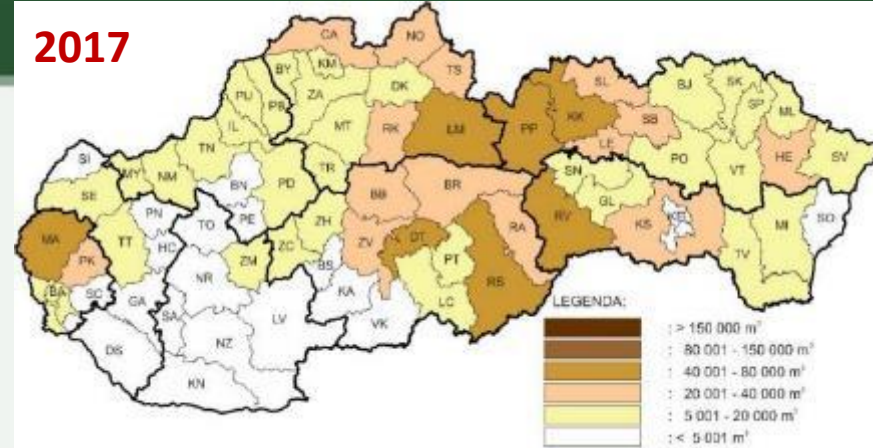 2017
CA
NO
BY
KM
TS
PU
PB
ZA
DK
SL
BJ
SK
SP
ML
IL
MT
RK
LM
PP
KK
SB
LE
HE
SV
SI
TN
MY
NM
TR
PO
VT
SE
BN
PD
BB
BR
SN
GL
PN
PE
TO
ZH
RV
KS
MI
SO
MA
TT
HC
ZC
ZV
DT
RA
TV
PK
ZM
BS
PT
RS
BA
SC
NR
KA
LC
GA
SA
LV
VK
DS
NZ
KN
LEGENDA:
: > 150 000 m³
: 80 001 - 150 000 m³
: 40 001 - 80 000 m³
: 20 001 - 40 000 m³
: 5 001 - 20 000 m³
: < 5 001 m³